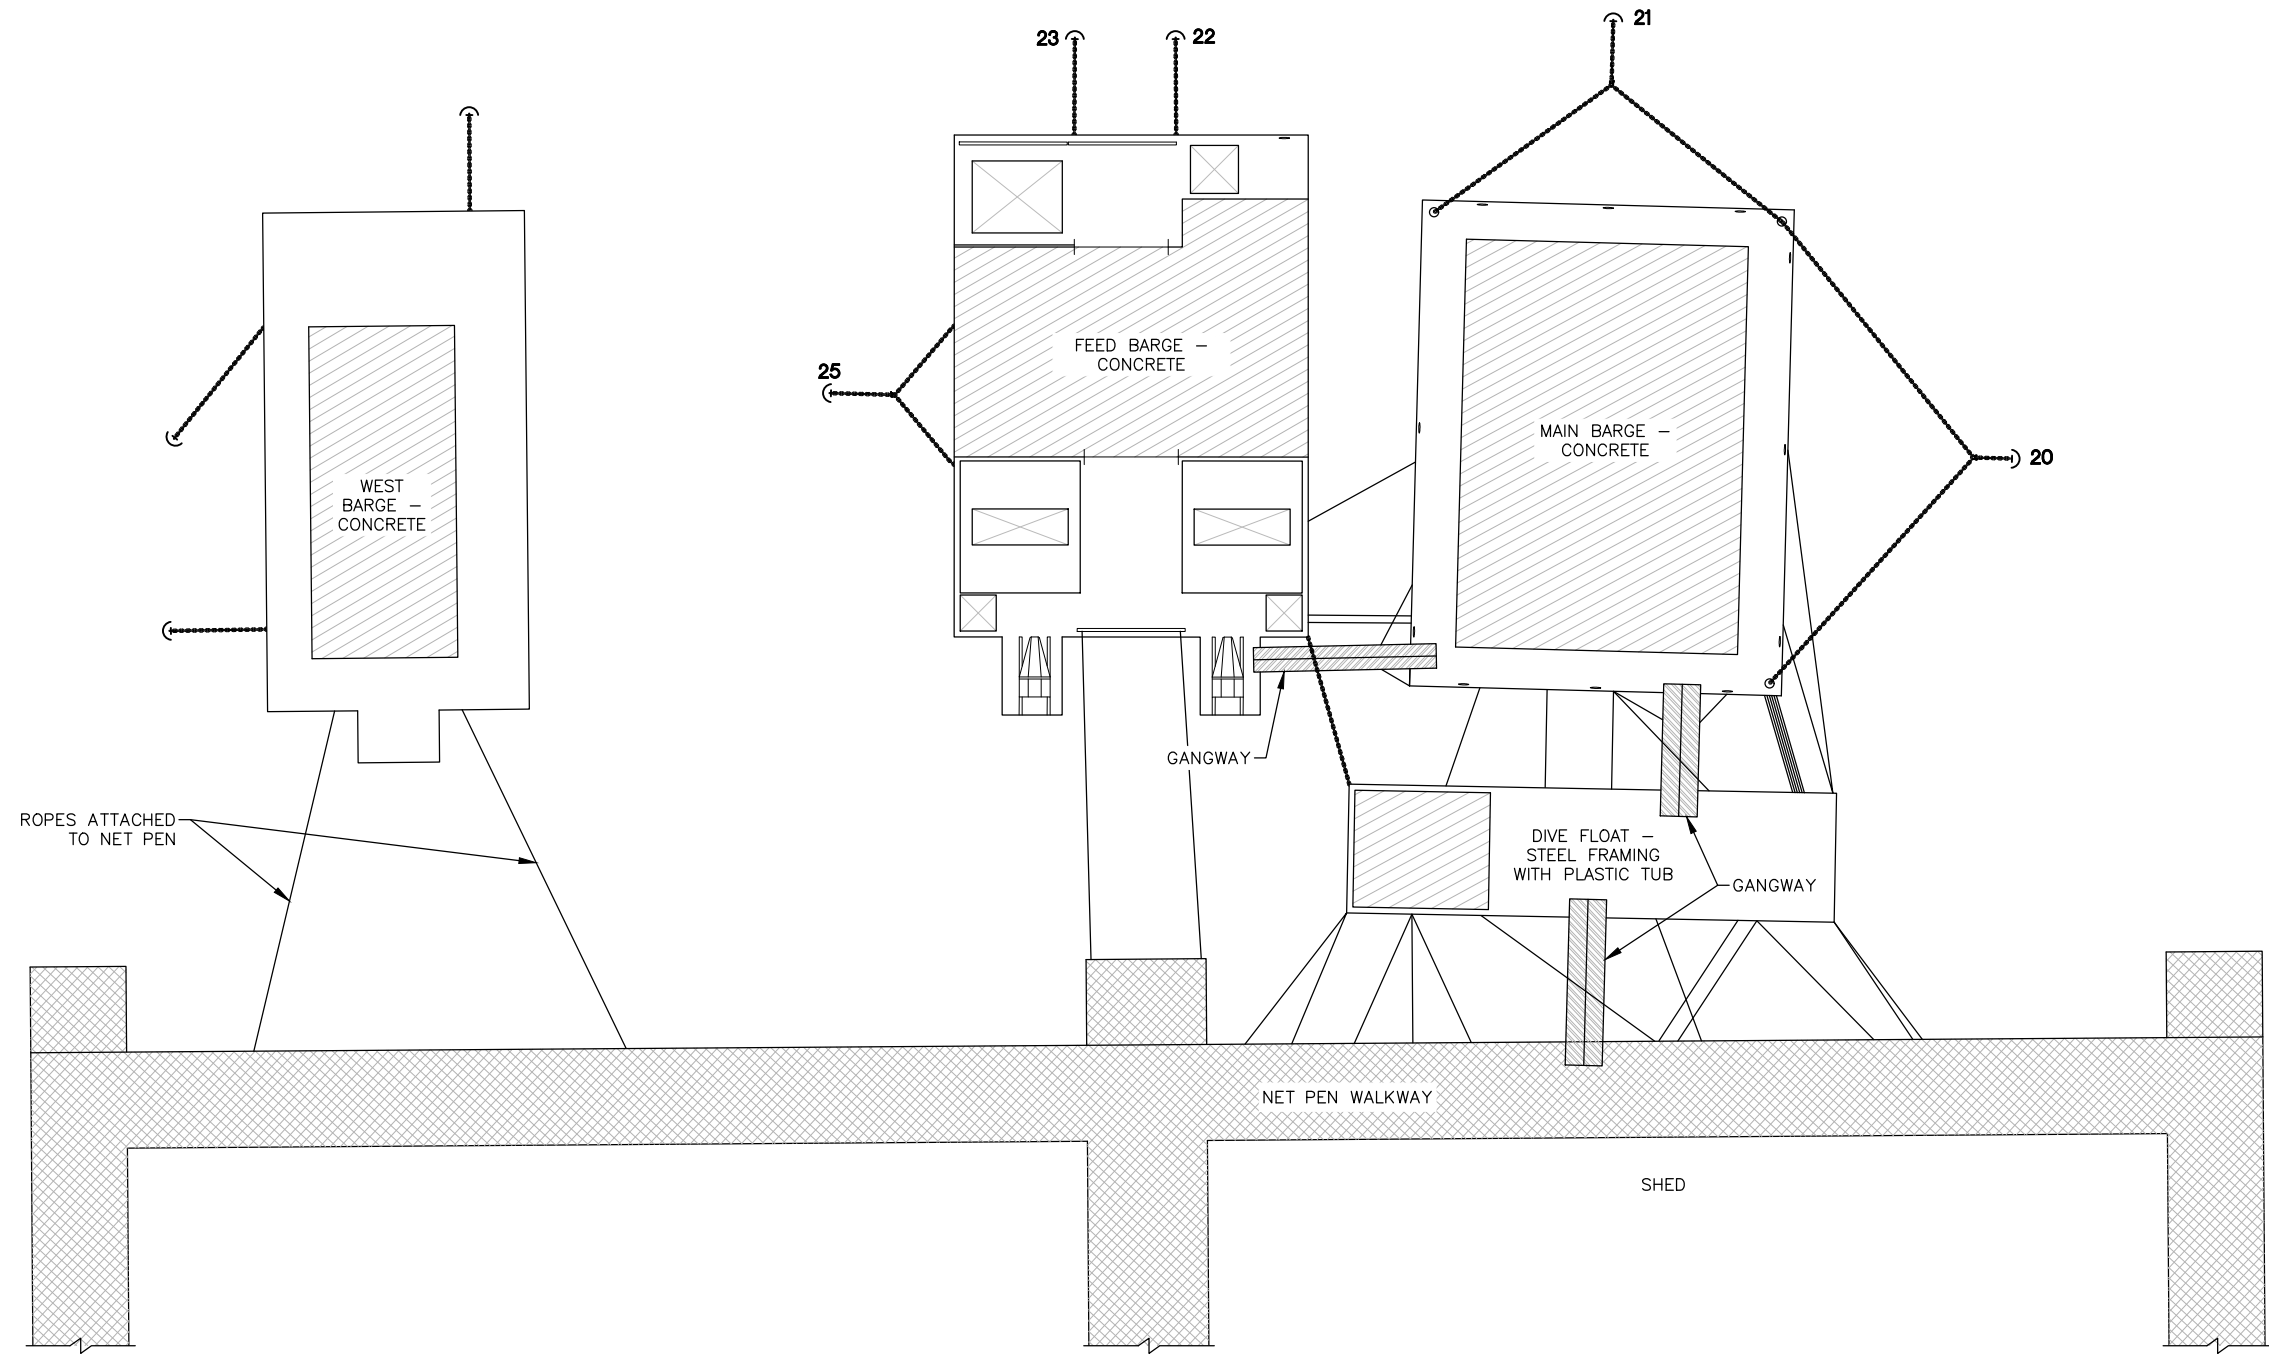 21
23
22
FEED BARGE –
CONCRETE
25
MAIN BARGE –
CONCRETE
20
WEST
BARGE –
CONCRETE
GANGWAY
ROPES ATTACHED
TO NET PEN
DIVE FLOAT –
STEEL FRAMING
WITH PLASTIC TUB
GANGWAY
NET PEN WALKWAY
SHED